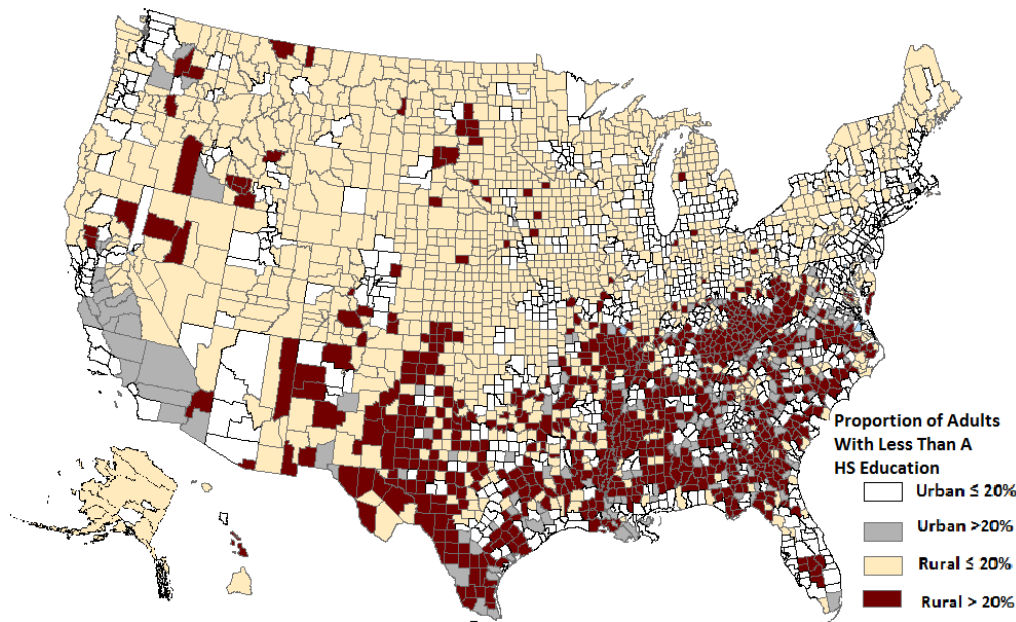 Proportion of Adults
With Less Than A
HS Education
Urban ≤ 20%
Urban >20%
Rural ≤ 20%
Rural > 20%